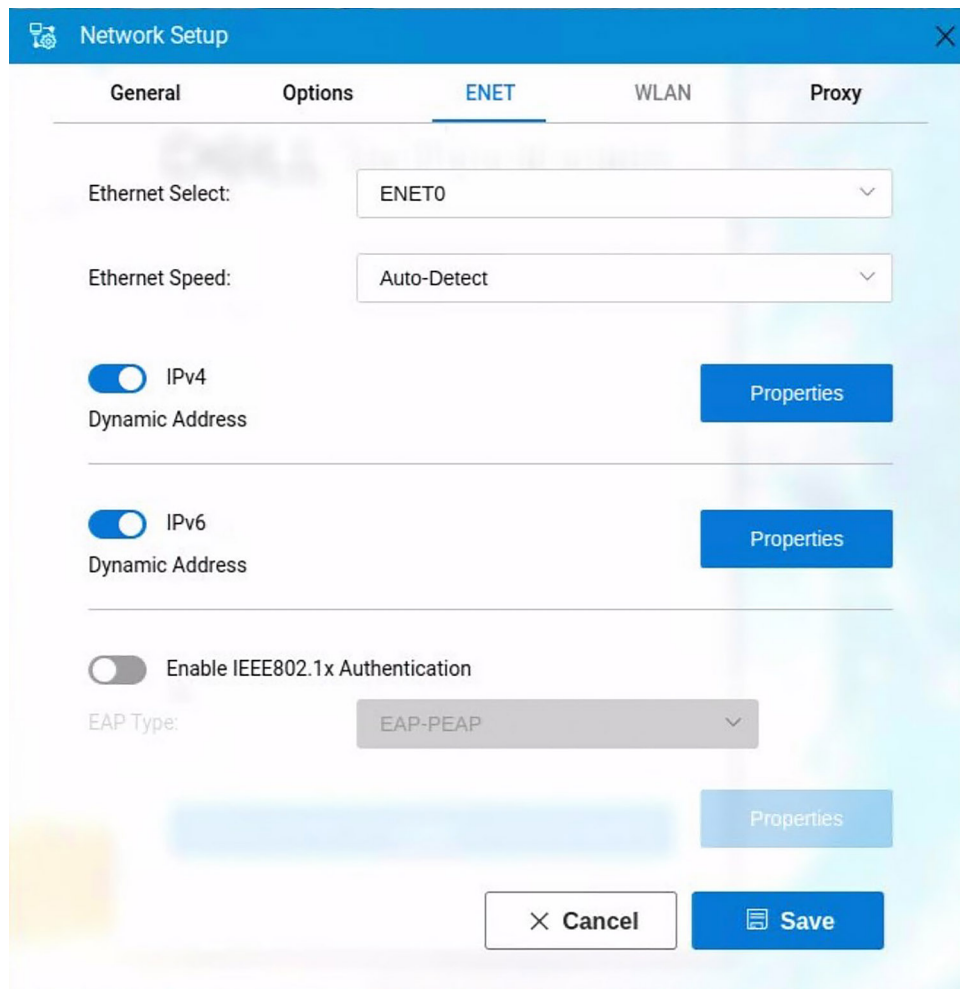 Network Setup
General Options ENET WLAN Proxy
Ethernet Select: ENET0
Ethernet Speed: Auto-Detect
IPv4
Properties
Dynamic Address
IPv6
Properties
Dynamic Address
Enable IEEE802.1x Authentication
EAP Type: EAP-PEAP
Properties
Cancel Save